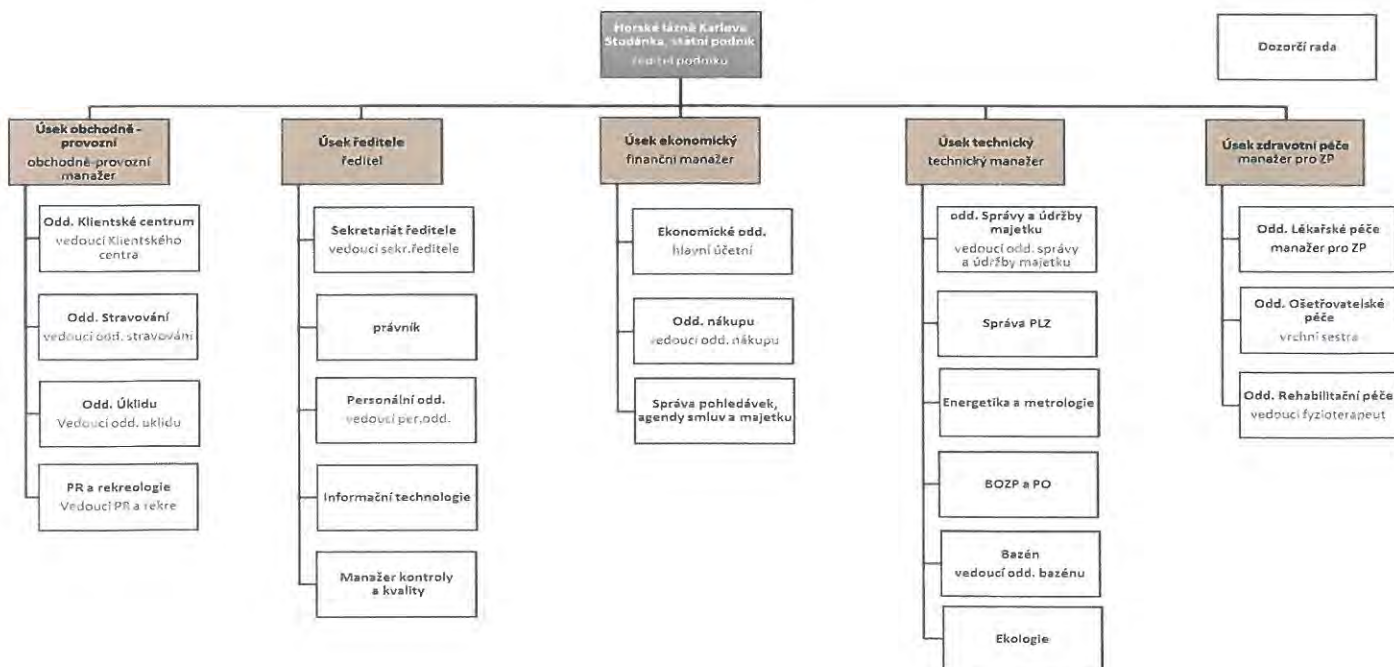 Horské lázně Karlova
Studánka, státní podnik
ředitel podniku
Dozorčí rada
Úsek obchodně -
provozní
obchodně-provozní
manažer
Úsek ředitele
ředitel
Úsek ekonomický
finanční manažer
Úsek technický
technický manažer
Úsek zdravotní péče
manažer pro ZP
Odd. Klientské centrum
vedoucí Klientského
centra
Odd. Stravování
vedoucí odd. stravování
Odd. Úklidu
Vedoucí odd. uklidu
PR a rekreologie
Vedoucí PR a rekre
Sekretariát ředitele
vedoucí sekr.ředitele
právník
Personální odd.
vedoucí per.odd.
Informační technologie
Manažer kontroly
a kvality
Ekonomické odd.
hlavní účetní
Odd. nákupu
vedoucí odd. nákupu
Správa pohledávek,
agendy smluv a majetku
odd. Správy a údržby
majetku
vedoucí odd. správy
a údržby majetku
Správa PLZ
Energetika a metrologie
BOZP a PO
Bazén
vedoucí odd. bazénu
Ekologie
Odd. Lékařské péče
manažer pro ZP
Odd. Ošetřovatelské
péče
vrchní sestra
Odd. Rehabilitační péče
vedoucí fyzioterapeut